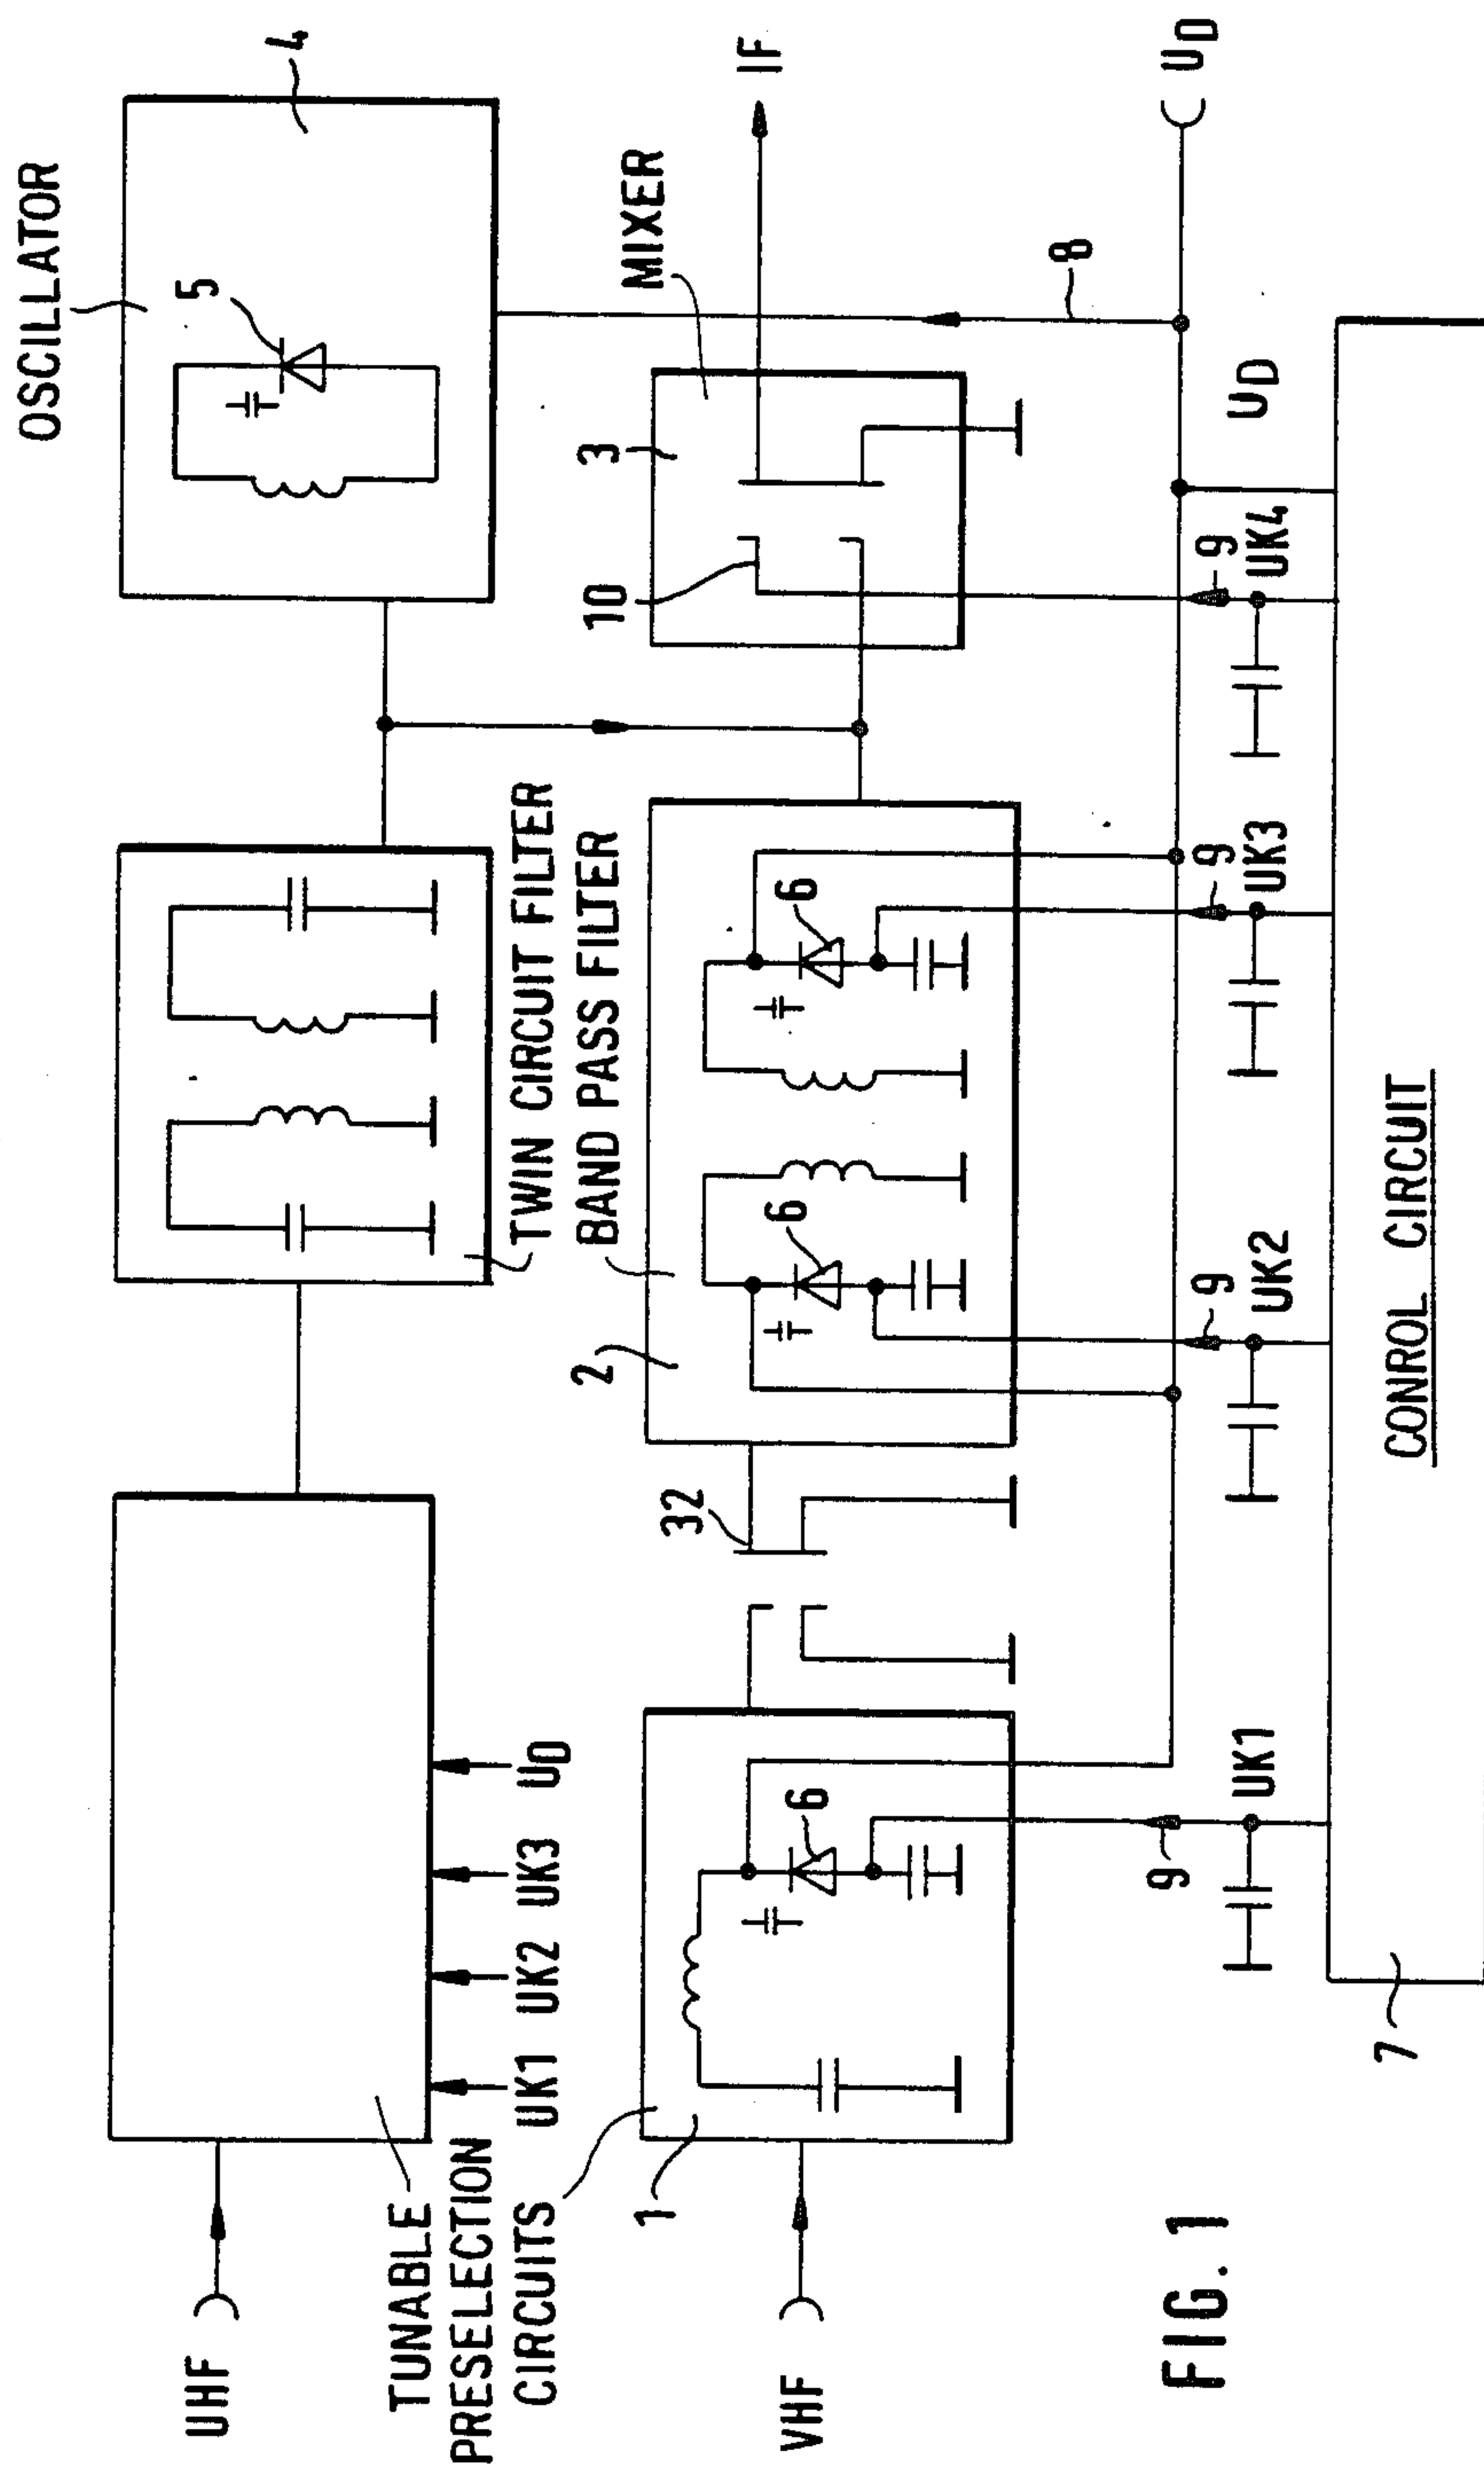 UHF
TUNABLE
PRESELECTION
CIRCUITS
UK1 UK2 UK3 UD
TWIN CIRCUIT FILTER
OSCILLATOR
4
5
VHF
1
6
32
BAND PASS FILTER
2
6
6
MIXER
3
10
IF
8
UD
UD
9
UK1
9
UK2
9
UK3
9
UK4
7
CONROL CIRCUIT
FIG. 1